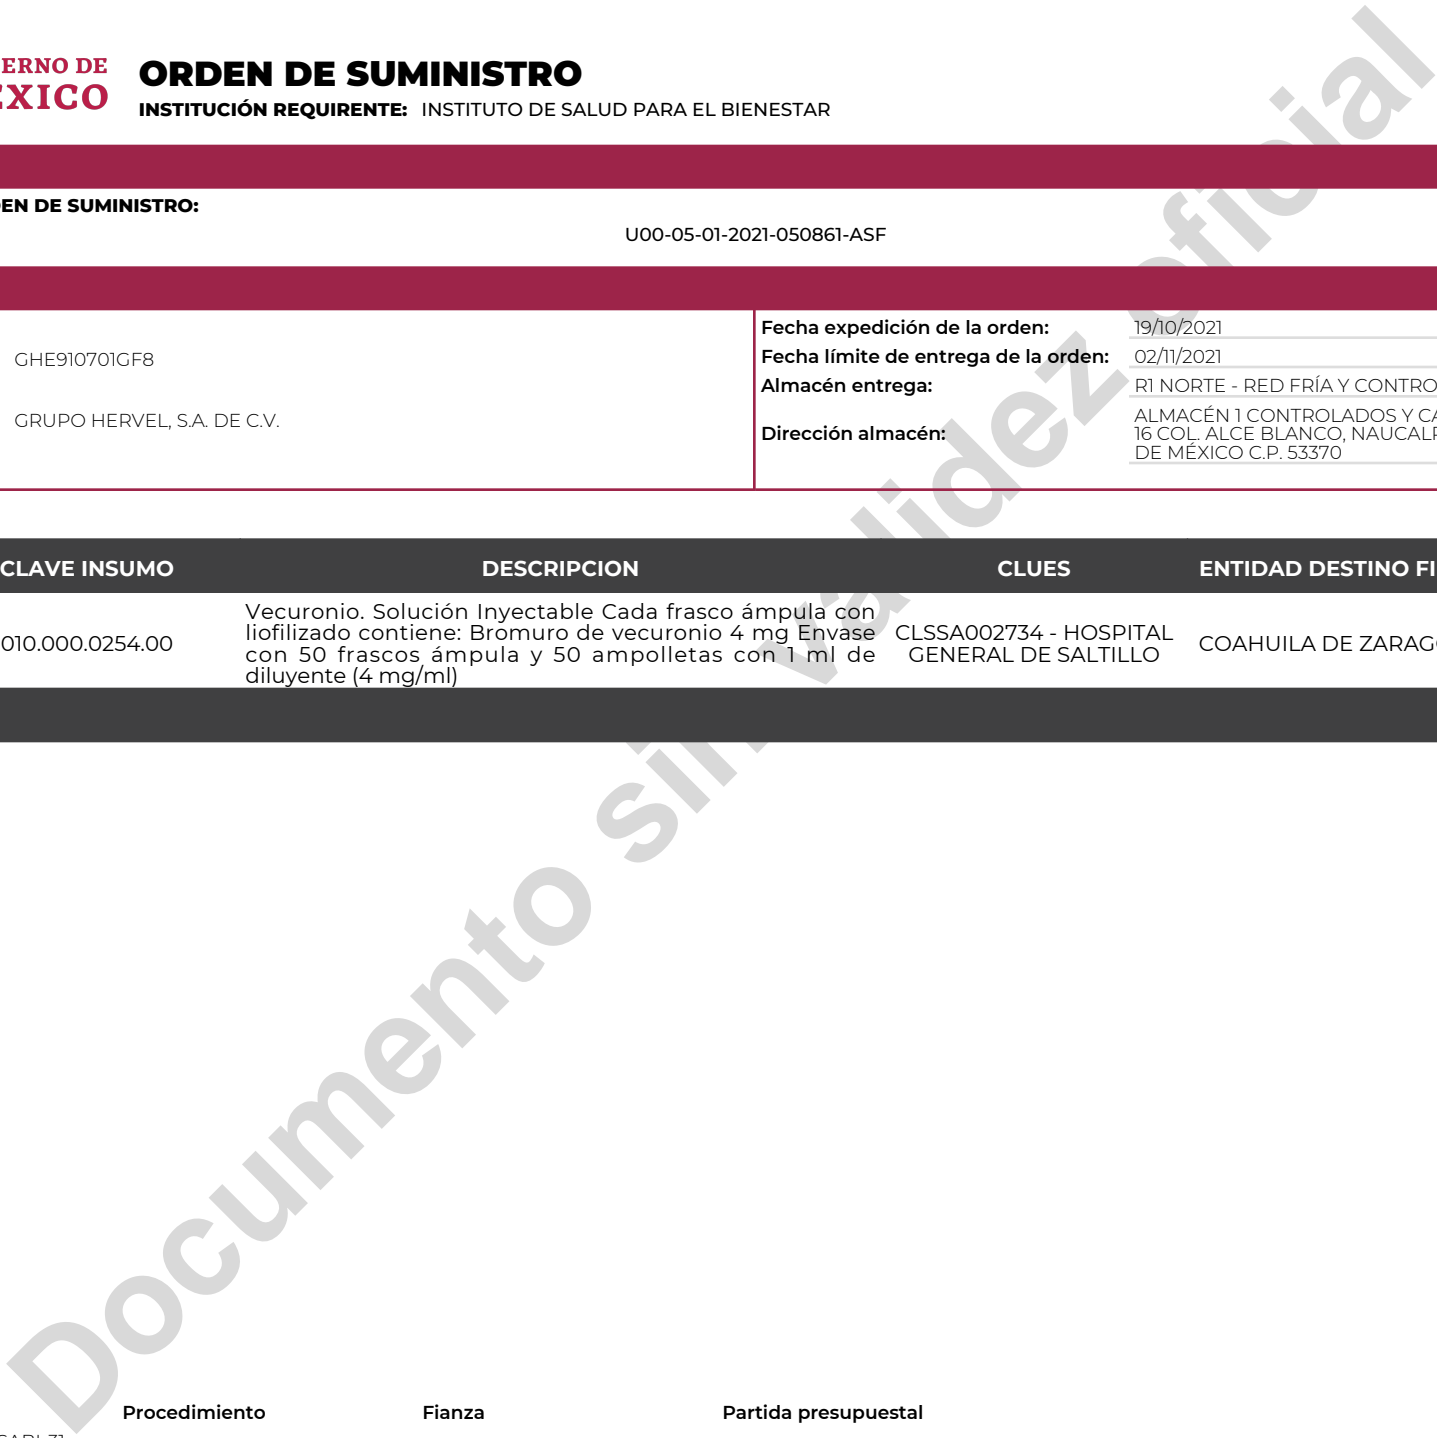 ERNO DE
ÉXICO
ORDEN DE SUMINISTRO
INSTITUCIÓN REQUIRENTE: INSTITUTO DE SALUD PARA EL BIENESTAR
EN DE SUMINISTRO:
U00-05-01-2021-050861-ASF
GHE910701GF8
GRUPO HERVEL, S.A. DE C.V.
Fecha expedición de la orden: 19/10/2021
Fecha límite de entrega de la orden: 02/11/2021
Almacén entrega: R1 NORTE - RED FRÍA Y CONTRO
Dirección almacén: ALMACÉN 1 CONTROLADOS Y CA
16 COL. ALCE BLANCO, NAUCALP
DE MÉXICO C.P. 53370
CLAVE INSUMO DESCRIPCION CLUES ENTIDAD DESTINO FI
010.000.0254.00
Vecuronio. Solución Inyectable Cada frasco ámpula con
liofilizado contiene: Bromuro de vecuronio 4 mg Envase
con 50 frascos ámpula y 50 ampolletas con 1 ml de
diluyente (4 mg/ml)
CLSSA002734 - HOSPITAL
GENERAL DE SALTILLO
COAHUILA DE ZARAG
Documento sin validez oficial
Procedimiento Fianza Partida presupuestal